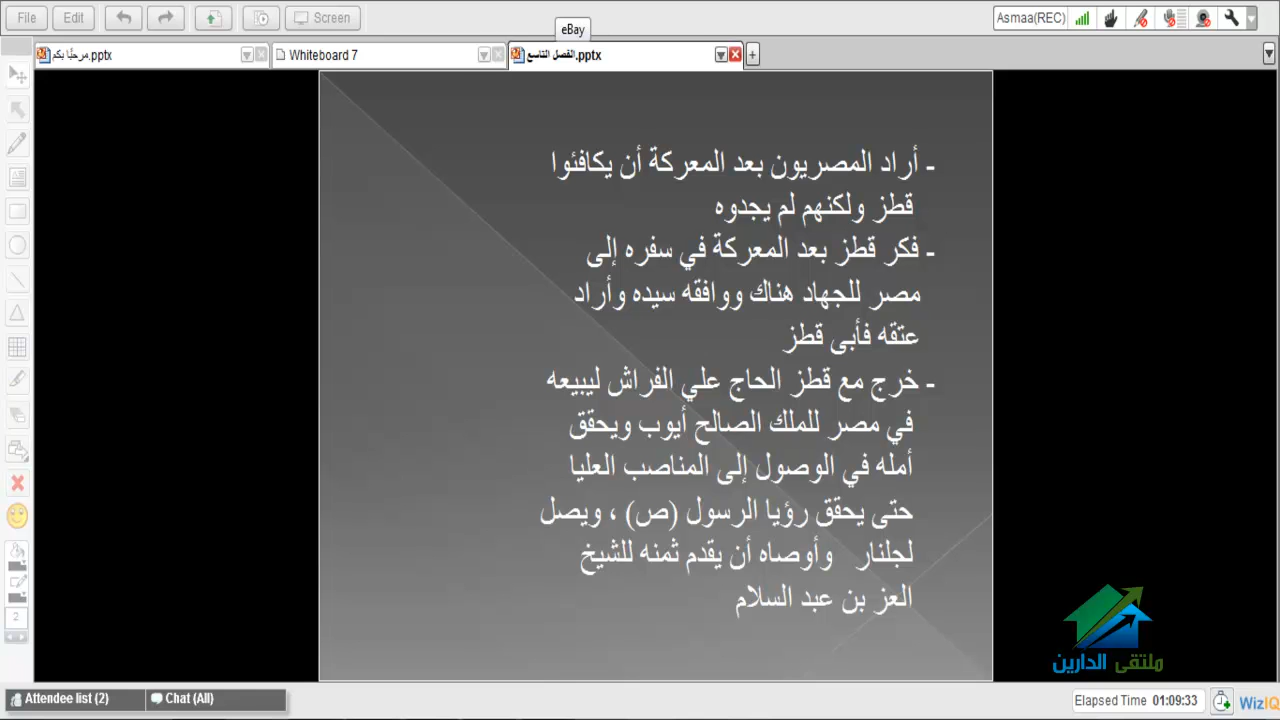 File
Edit
Screen
eBay
Asmaa(REC)
مرحبًا بكم.pptx
Whiteboard 7
الفصل التاسع.pptx
- أراد المصريون بعد المعركة أن يكافئوا
قطز ولكنهم لم يجدوه
- فكر قطز بعد المعركة في سفره إلى
مصر للجهاد هناك ووافقه سيده وأراد
عتقه فأبى قطز
- خرج مع قطز الحاج علي الفراش ليبيعه
في مصر للملك الصالح أيوب ويحقق
أمله في الوصول إلى المناصب العليا
حتى يحقق رؤيا الرسول (ص) ، ويصل
لجلنار وأوصاه أن يقدم ثمنه للشيخ
العز بن عبد السلام
2
ملتقى الدارين
Attendee list (2)
Chat (All)
Elapsed Time 01:09:33
WizIQ